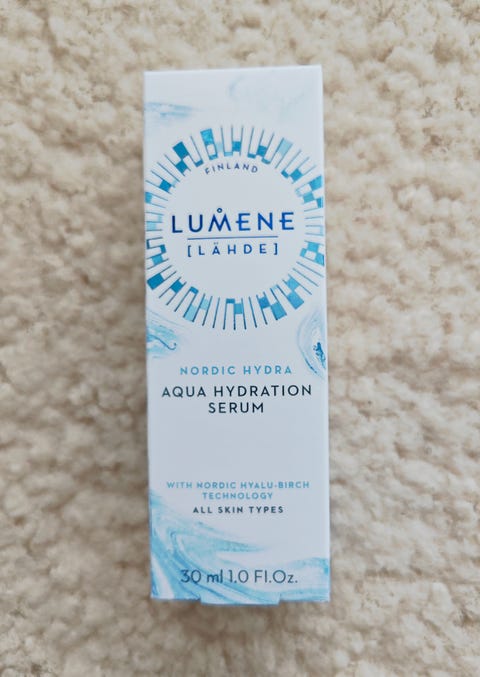 FINLAND
LUMENE
[LÄHDE]
NORDIC HYDRA
AQUA HYDRATION
SERUM
WITH NORDIC HYALU-BIRCH
TECHNOLOGY
ALL SKIN TYPES
30 ml 1.0 Fl.Oz.